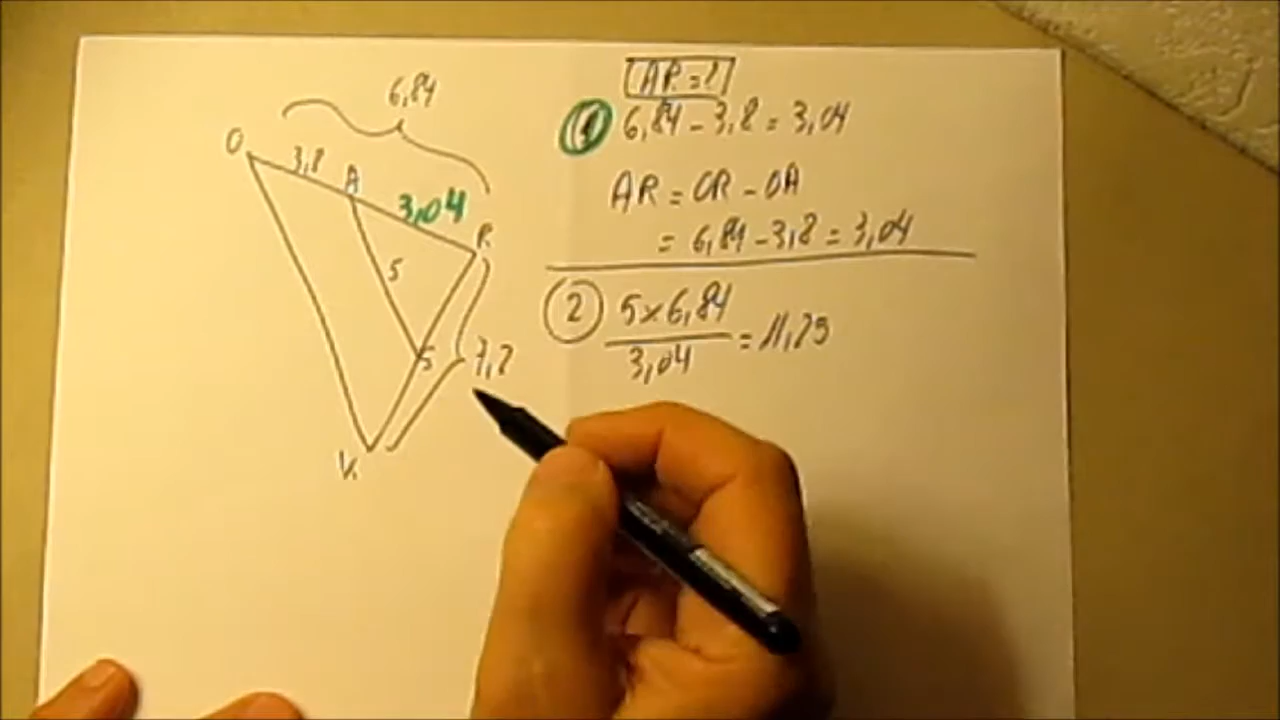 6,84
O
3,8
A
3,04
R
5
S
7,2
V
AR = ?
1 6,84 - 3,8 = 3,04
AR = OR - OA
= 6,84 - 3,8 = 3,04
2 5 × 6,84 / 3,04 = 11,25